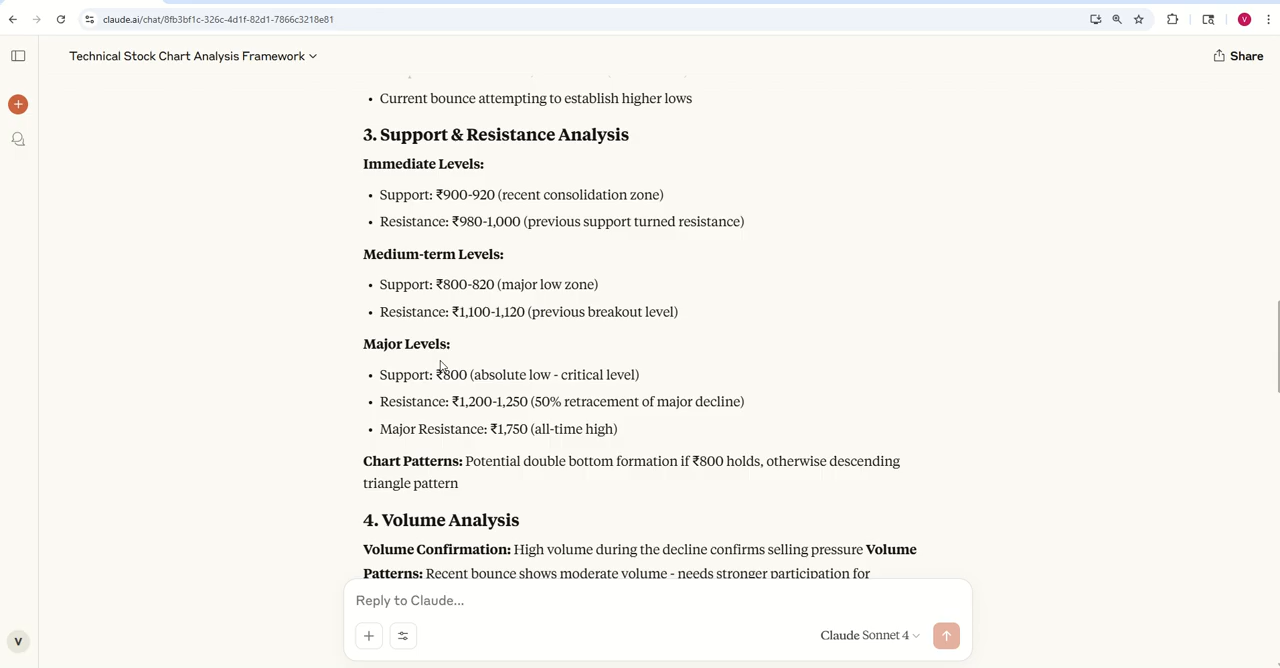 claude.ai/chat/8fb3bf1c-326c-4d1f-82d1-7866c3218e81
V
Technical Stock Chart Analysis Framework
Share
• Current bounce attempting to establish higher lows
3. Support & Resistance Analysis
Immediate Levels:
• Support: ₹900-920 (recent consolidation zone)
• Resistance: ₹980-1,000 (previous support turned resistance)
Medium-term Levels:
• Support: ₹800-820 (major low zone)
• Resistance: ₹1,100-1,120 (previous breakout level)
Major Levels:
• Support: ₹800 (absolute low - critical level)
• Resistance: ₹1,200-1,250 (50% retracement of major decline)
• Major Resistance: ₹1,750 (all-time high)
Chart Patterns: Potential double bottom formation if ₹800 holds, otherwise descending
triangle pattern
4. Volume Analysis
Volume Confirmation: High volume during the decline confirms selling pressure Volume
Patterns: Recent bounce shows moderate volume - needs stronger participation for
Reply to Claude...
Claude Sonnet 4
V